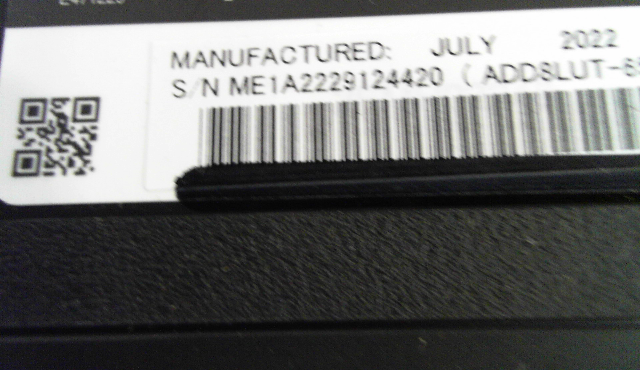 MANUFACTURED: JULY 2022
S/N ME1A2229124420 ( ADD8LUT-